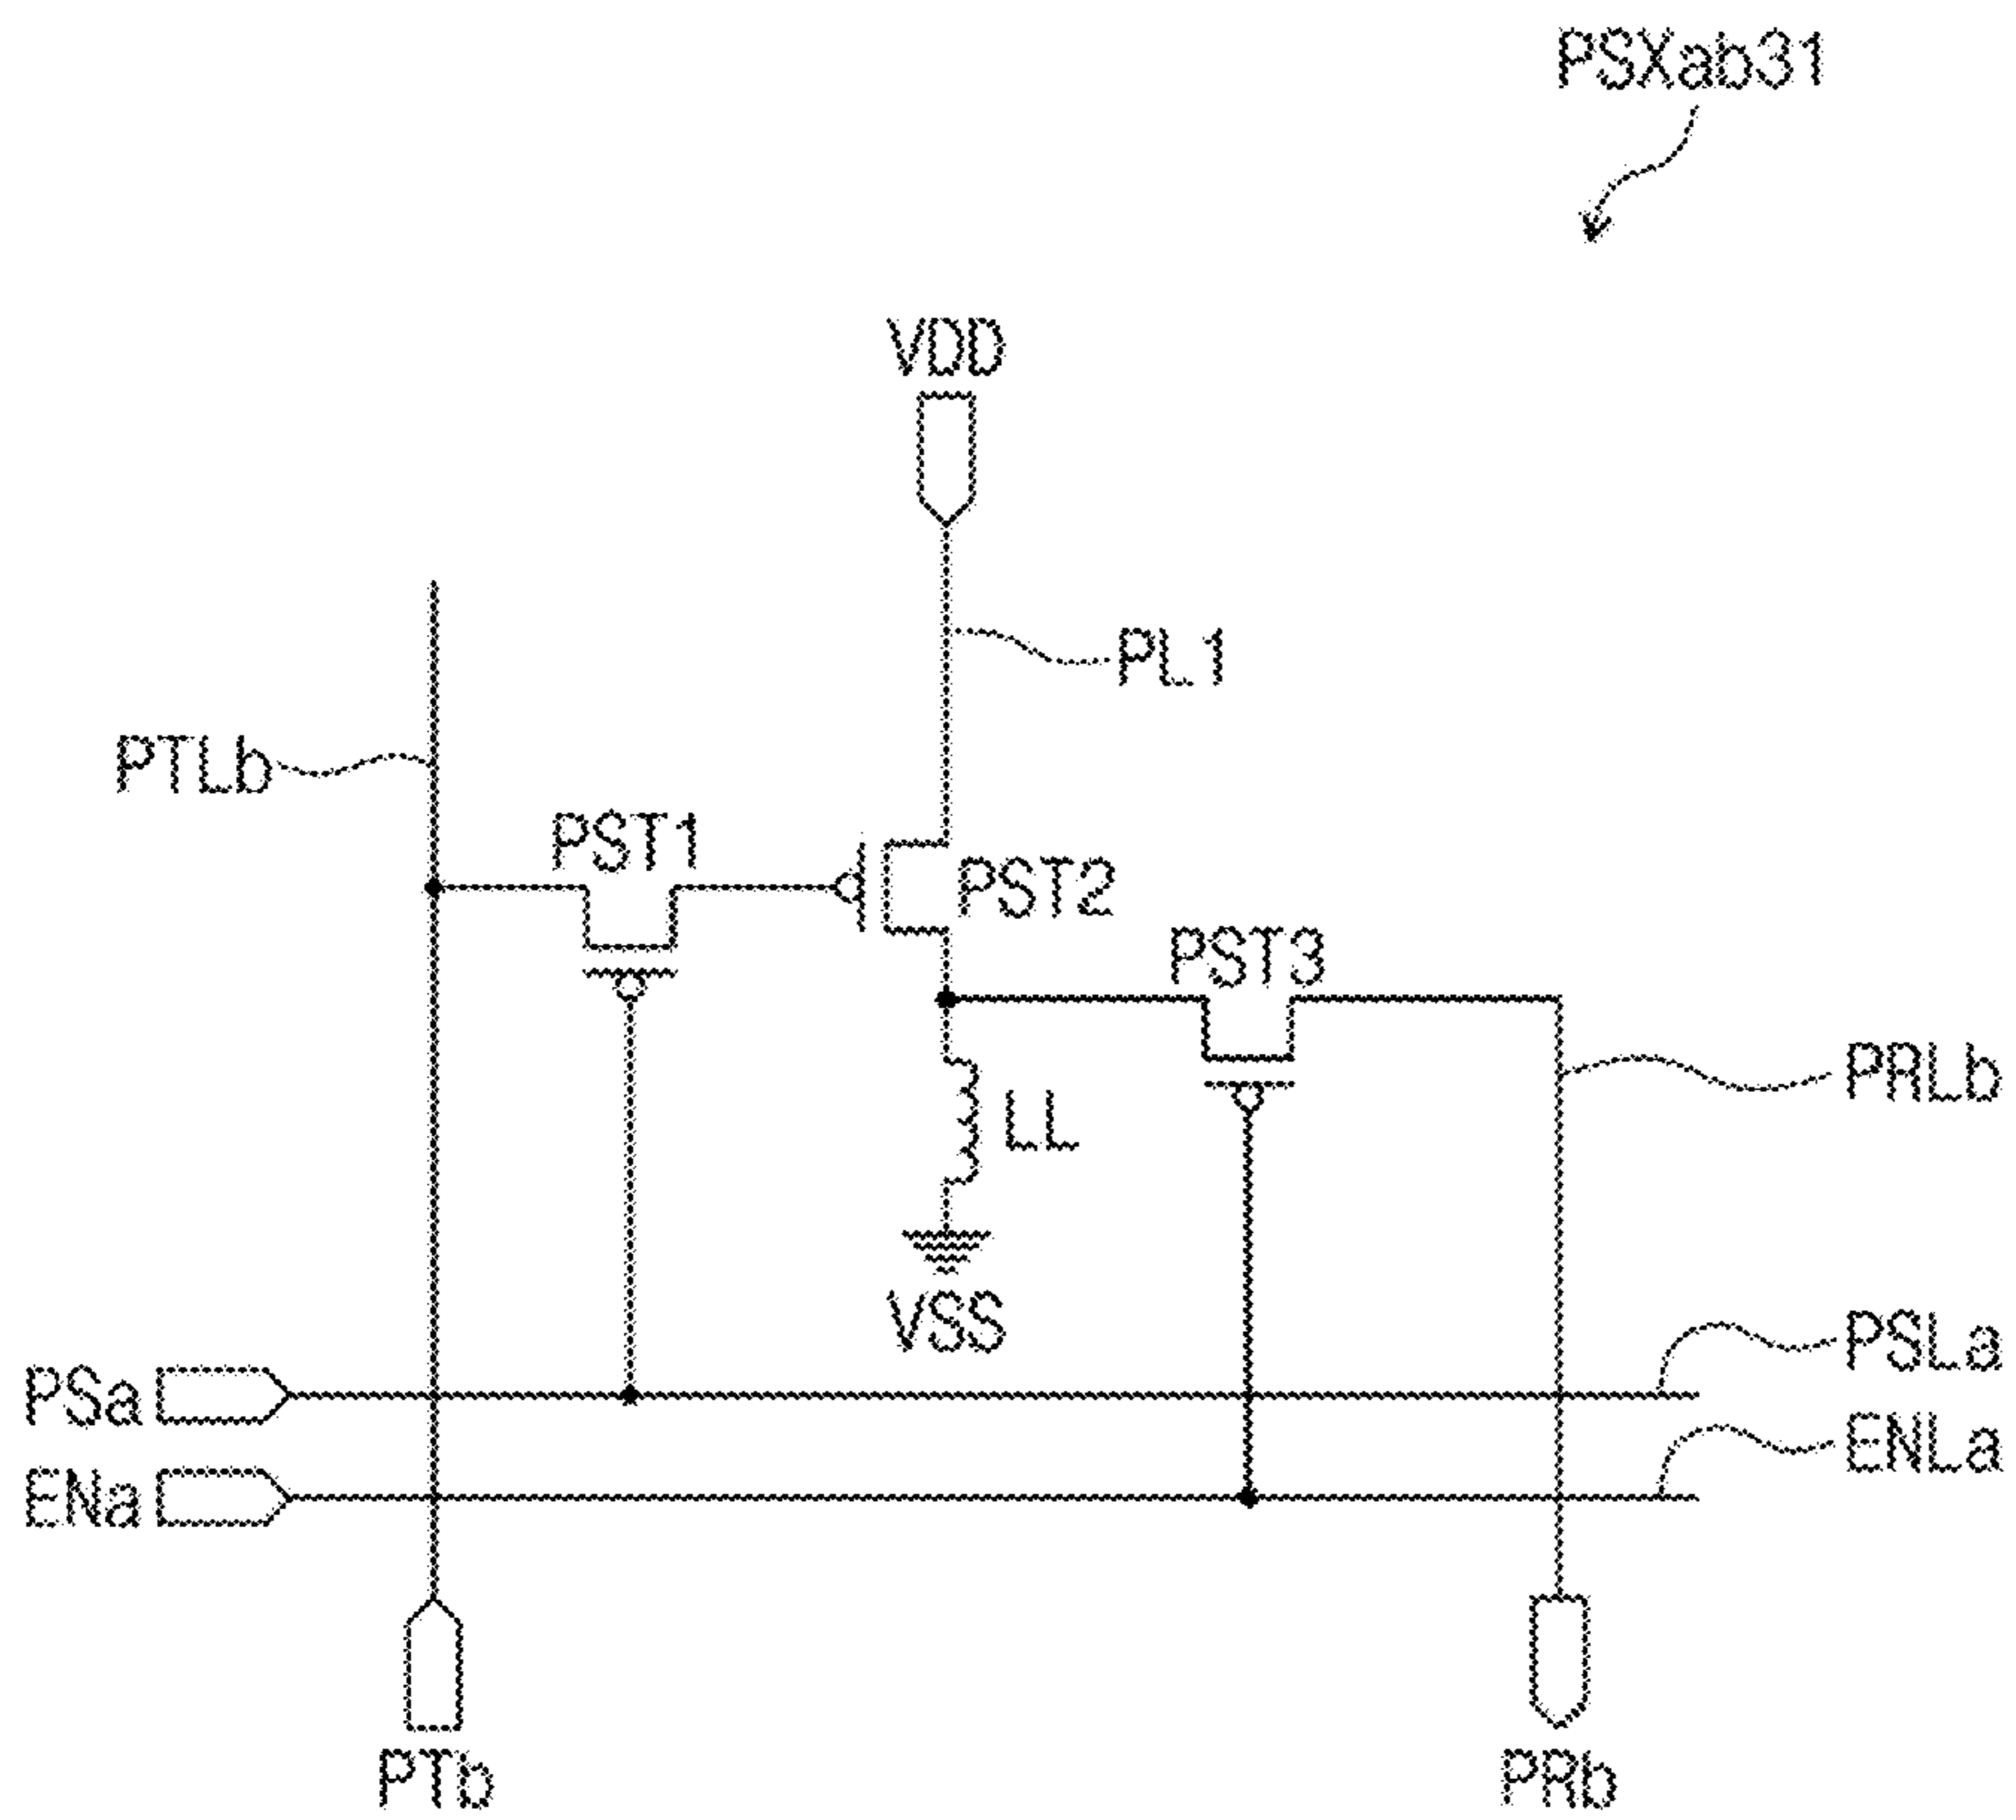 PSXab31
VDD
PL1
PTLb
PST1
PST2
PST3
PRLb
LL
VSS
PSLa
PSa
ENLa
ENa
PTb
PRb